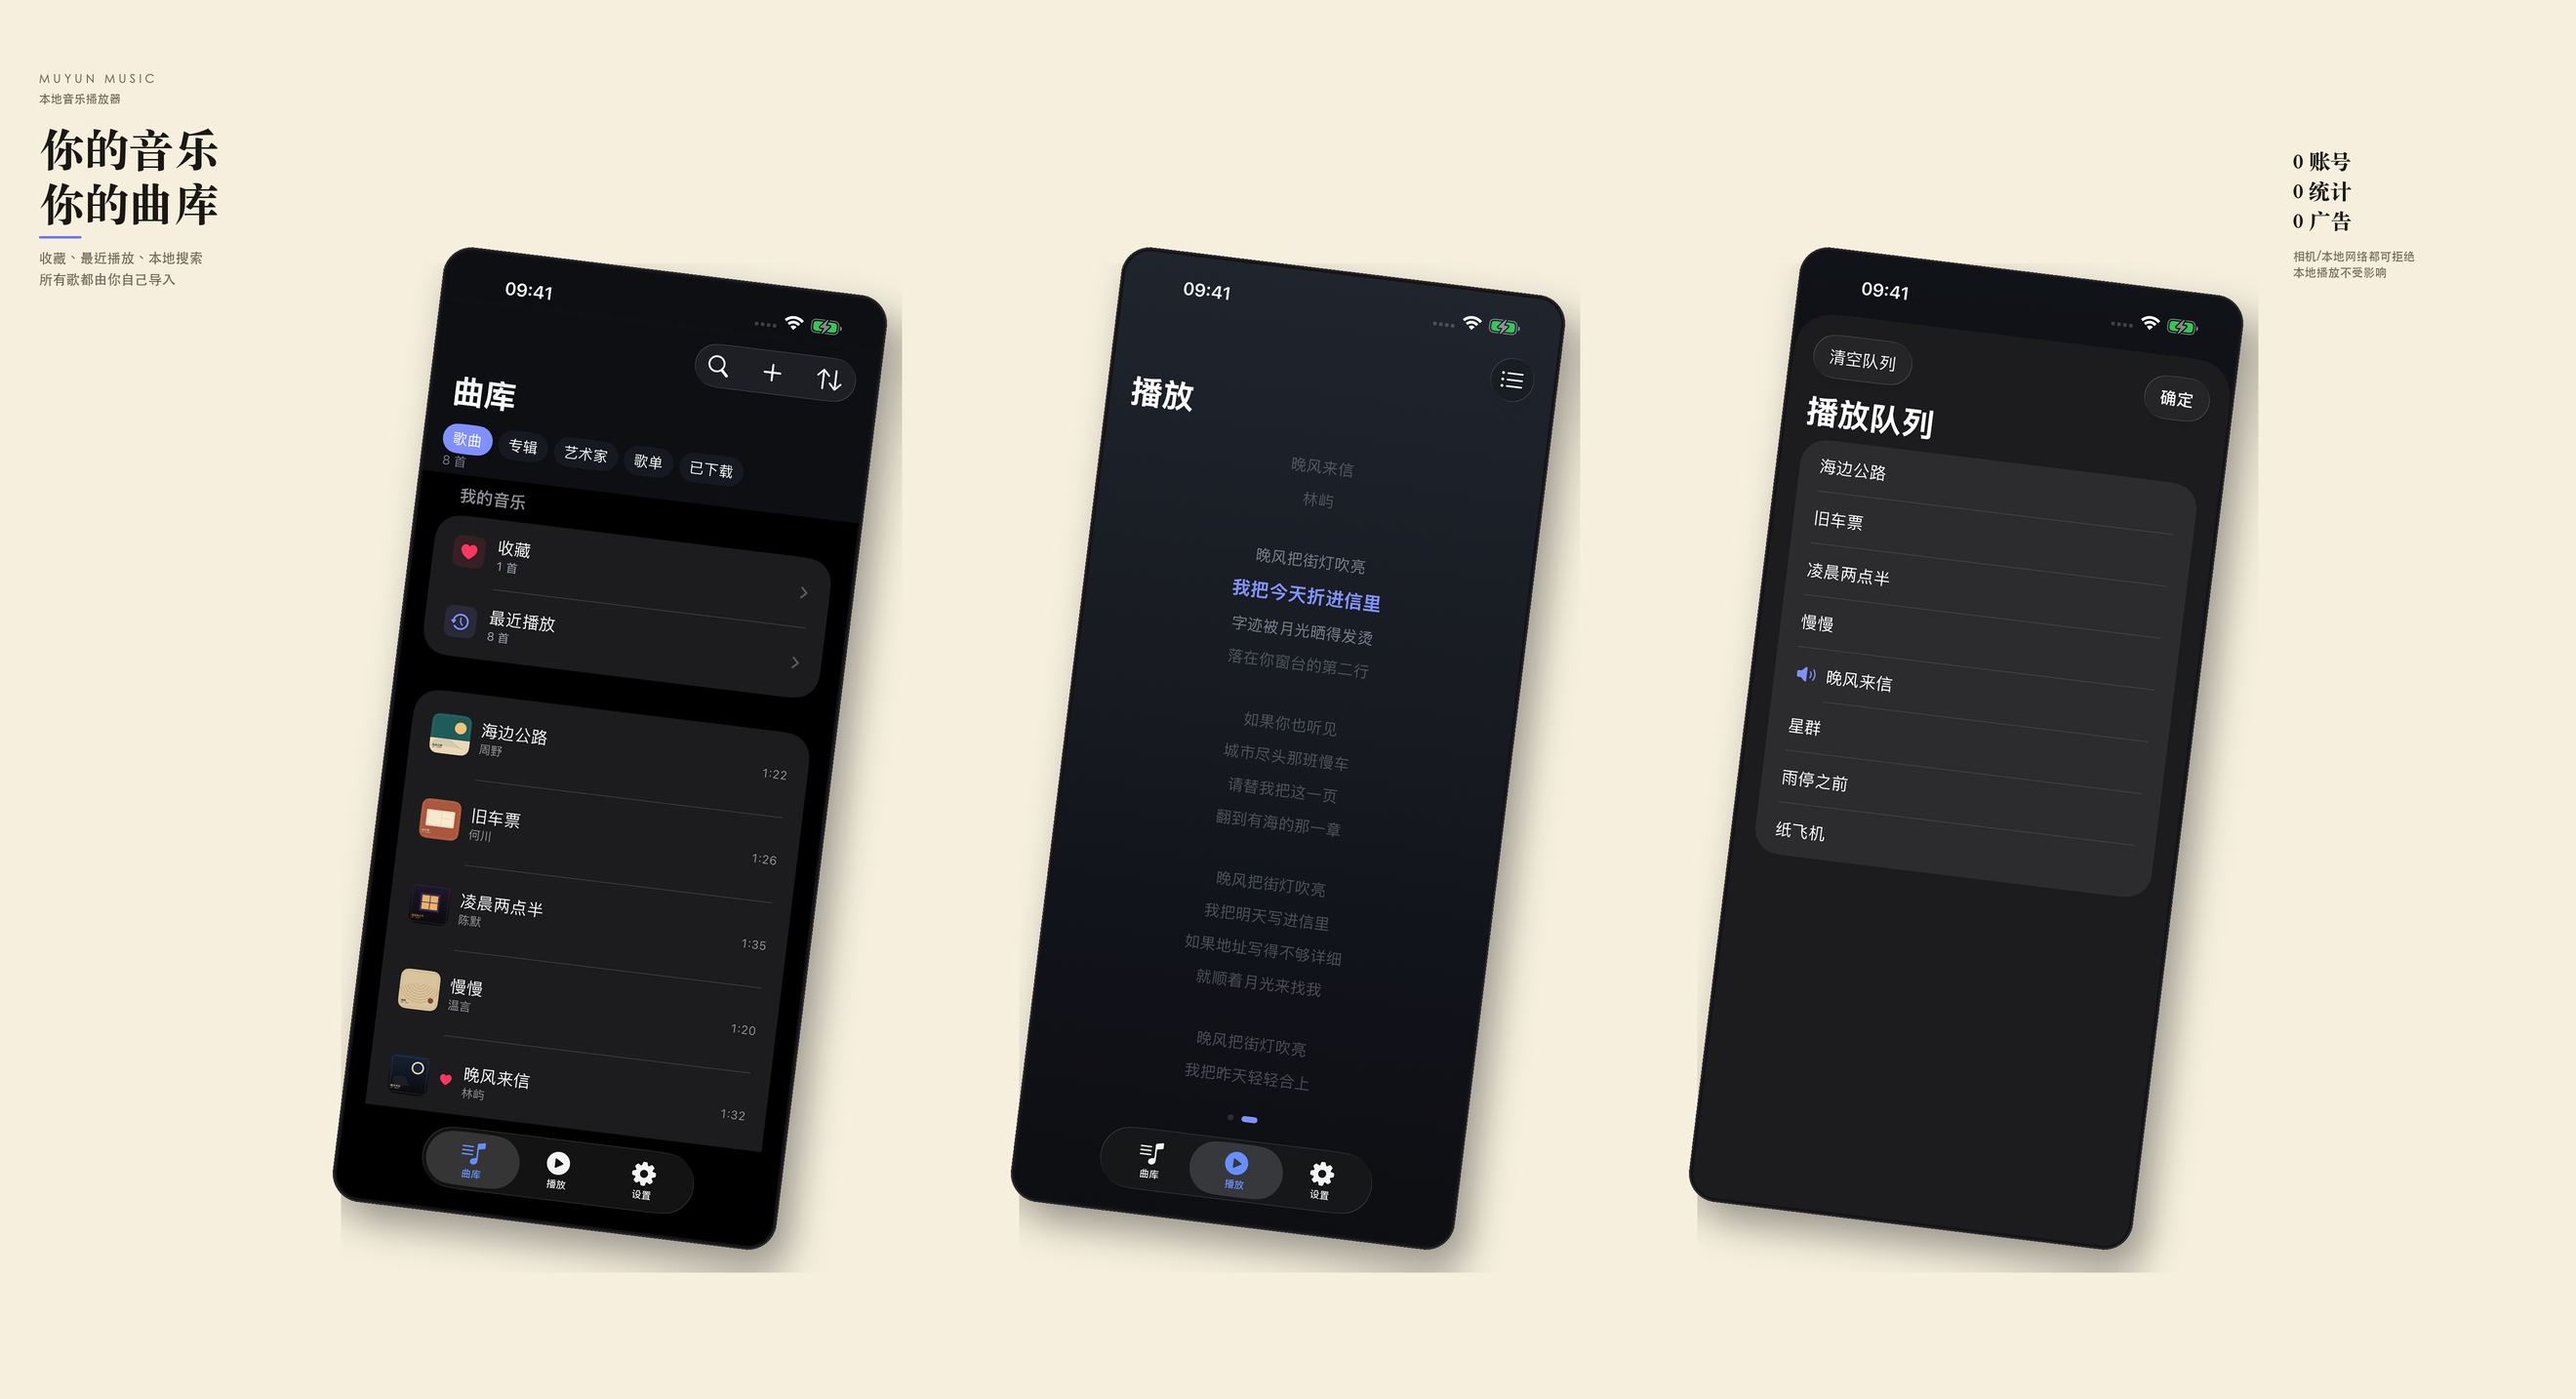 MUYUN MUSIC
本地音乐播放器
你的音乐
你的曲库
收藏、最近播放、本地搜索
所有歌都由你自己导入
09:41
曲库
歌曲
专辑
艺术家
歌单
已下载
8 首
我的音乐
收藏
1 首
最近播放
8 首
海边公路
周野
1:22
旧车票
何川
1:26
凌晨两点半
陈默
1:35
慢慢
温言
1:20
晚风来信
林屿
1:32
曲库
播放
设置
09:41
播放
晚风来信
林屿
晚风把街灯吹亮
我把今天折进信里
字迹被月光晒得发烫
落在你窗台的第二行
如果你也听见
城市尽头那班慢车
请替我把这一页
翻到有海的那一章
晚风把街灯吹亮
我把明天写进信里
如果地址写得不够详细
就顺着月光来找我
晚风把街灯吹亮
我把昨天轻轻合上
曲库
播放
设置
09:41
清空队列
确定
播放队列
海边公路
旧车票
凌晨两点半
慢慢
晚风来信
星群
雨停之前
纸飞机
0 账号
0 统计
0 广告
相机/本地网络都可拒绝
本地播放不受影响